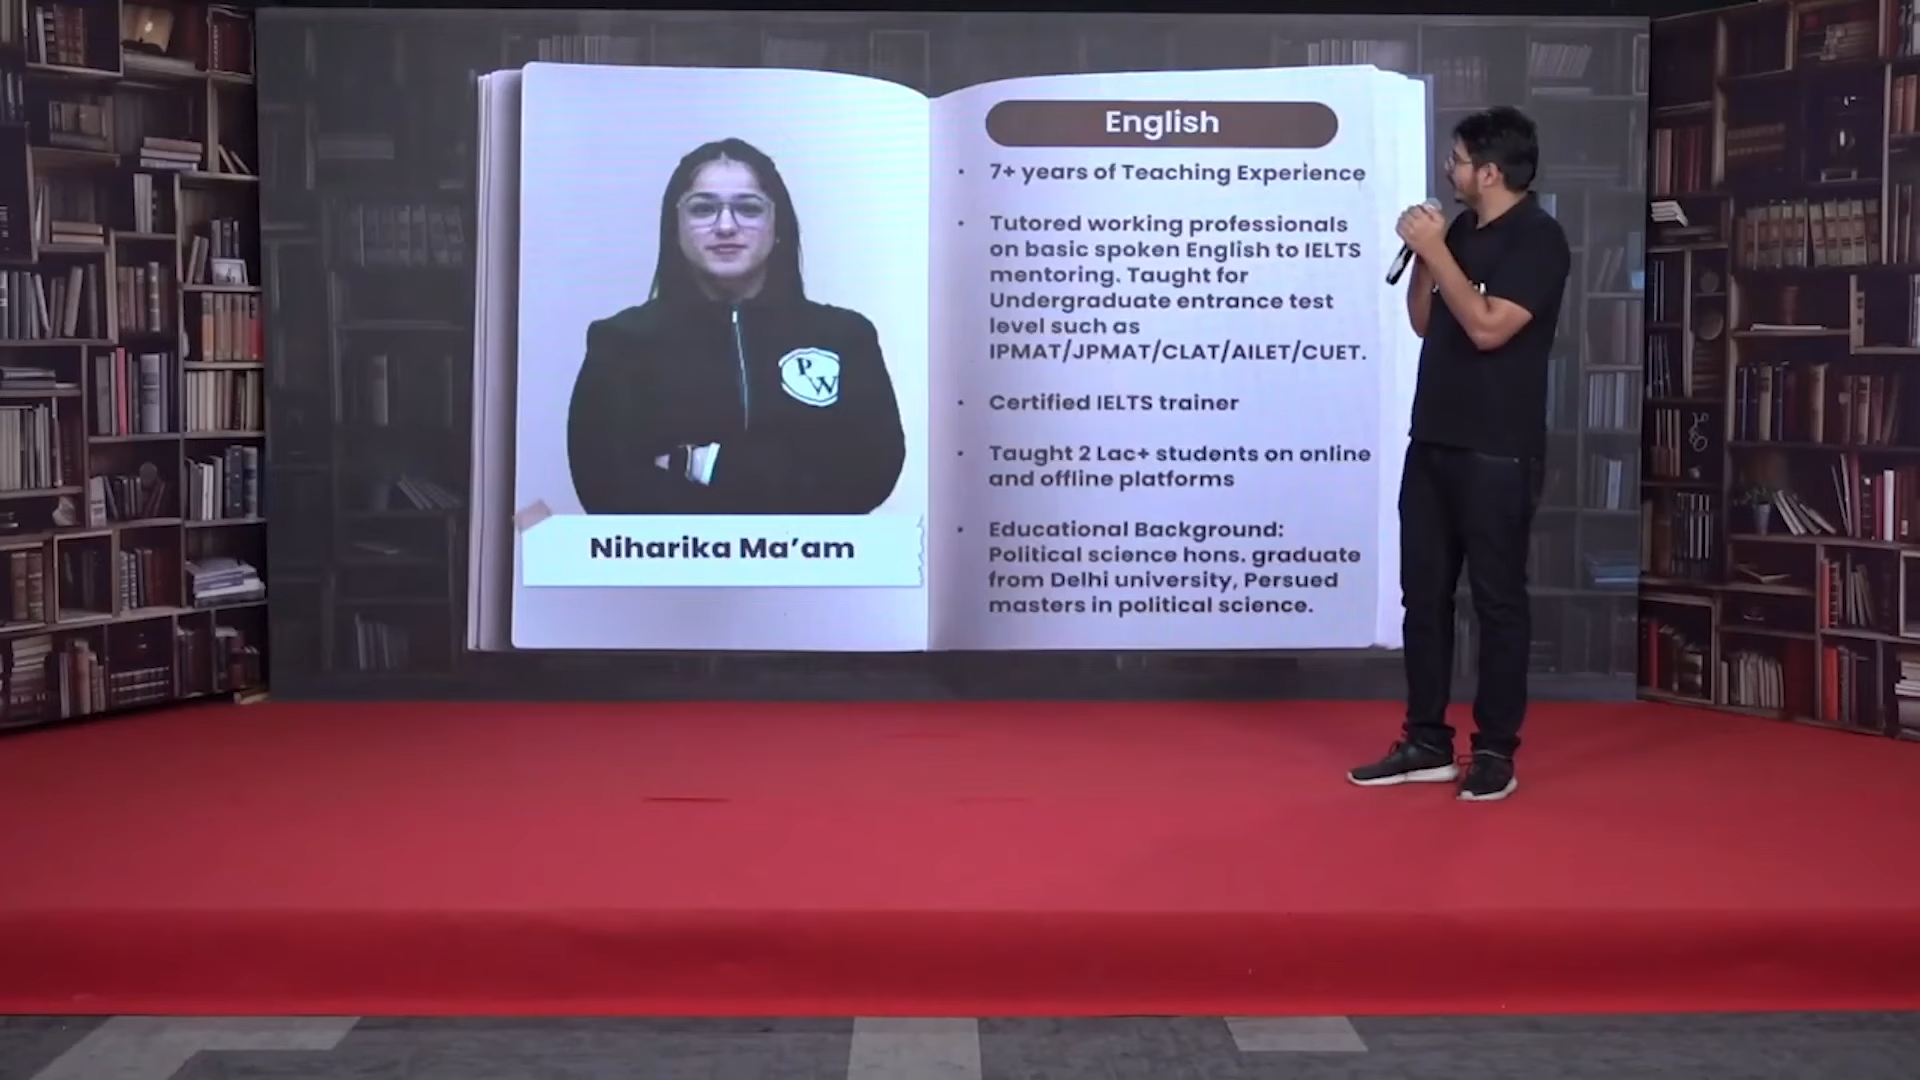 P
W
Niharika Ma’am
English
• 7+ years of Teaching Experience
• Tutored working professionals
on basic spoken English to IELTS
mentoring. Taught for
Undergraduate entrance test
level such as
IPMAT/JPMAT/CLAT/AILET/CUET.
• Certified IELTS trainer
• Taught 2 Lac+ students on online
and offline platforms
• Educational Background:
Political science hons. graduate
from Delhi university, Persued
masters in political science.